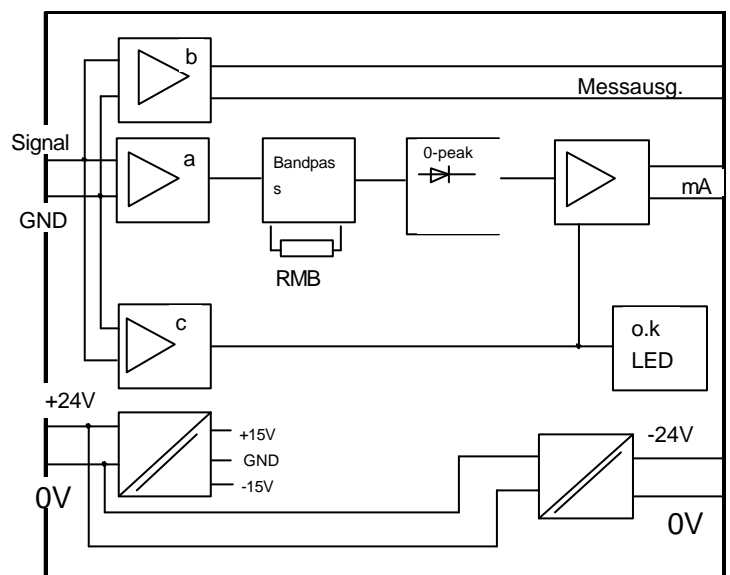 b
Messausg.
Signal
a
Bandpas
s
0-peak
mA
GND
RMB
c
o.k
LED
+24V
+15V
GND
-15V
-24V
0V
0V